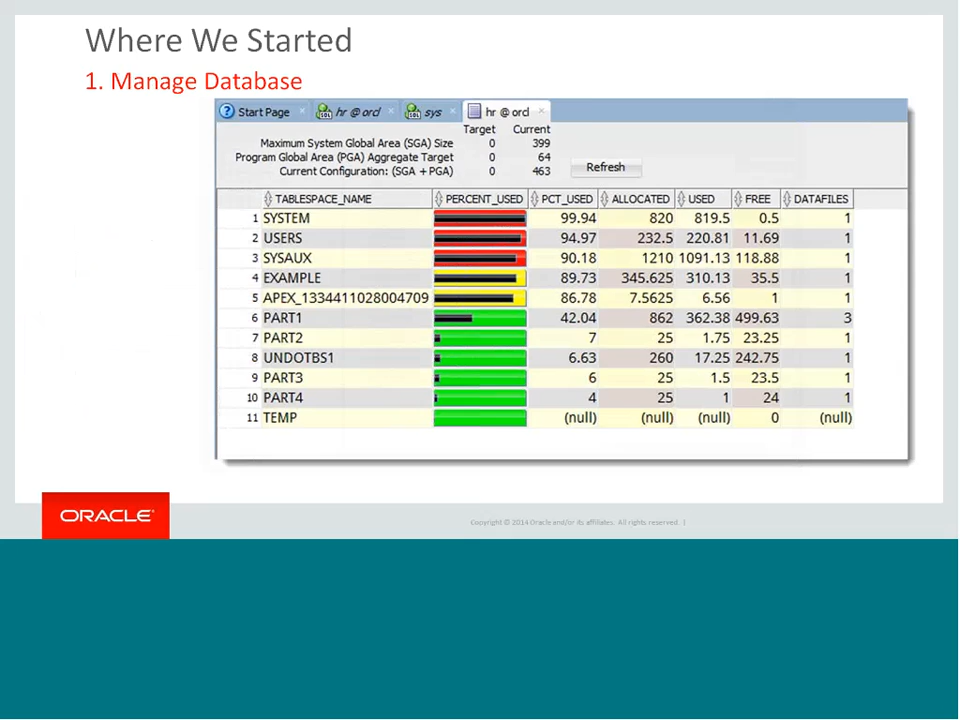 Where We Started
1. Manage Database
Start Page hr @ orcl sys hr @ orcl
Target Current
Maximum System Global Area (SGA) Size 0 399
Program Global Area (PGA) Aggregate Target 0 64
Current Configuration: (SGA + PGA) 0 463
Refresh
TABLESPACE_NAME PERCENT_USED PCT_USED ALLOCATED USED FREE DATAFILES
1 SYSTEM 99.94 820 819.5 0.5 1
2 USERS 94.97 232.5 220.81 11.69 1
3 SYSAUX 90.18 1210 1091.13 118.88 1
4 EXAMPLE 89.73 345.625 310.13 35.5 1
5 APEX_1334411028004709 86.78 7.5625 6.56 1 1
6 PART1 42.04 862 362.38 499.63 3
7 PART2 7 25 1.75 23.25 1
8 UNDOTBS1 6.63 260 17.25 242.75 1
9 PART3 6 25 1.5 23.5 1
10 PART4 4 25 1 24 1
11 TEMP (null) (null) (null) 0 (null)
ORACLE
Copyright © 2014 Oracle and/or its affiliates. All rights reserved. |